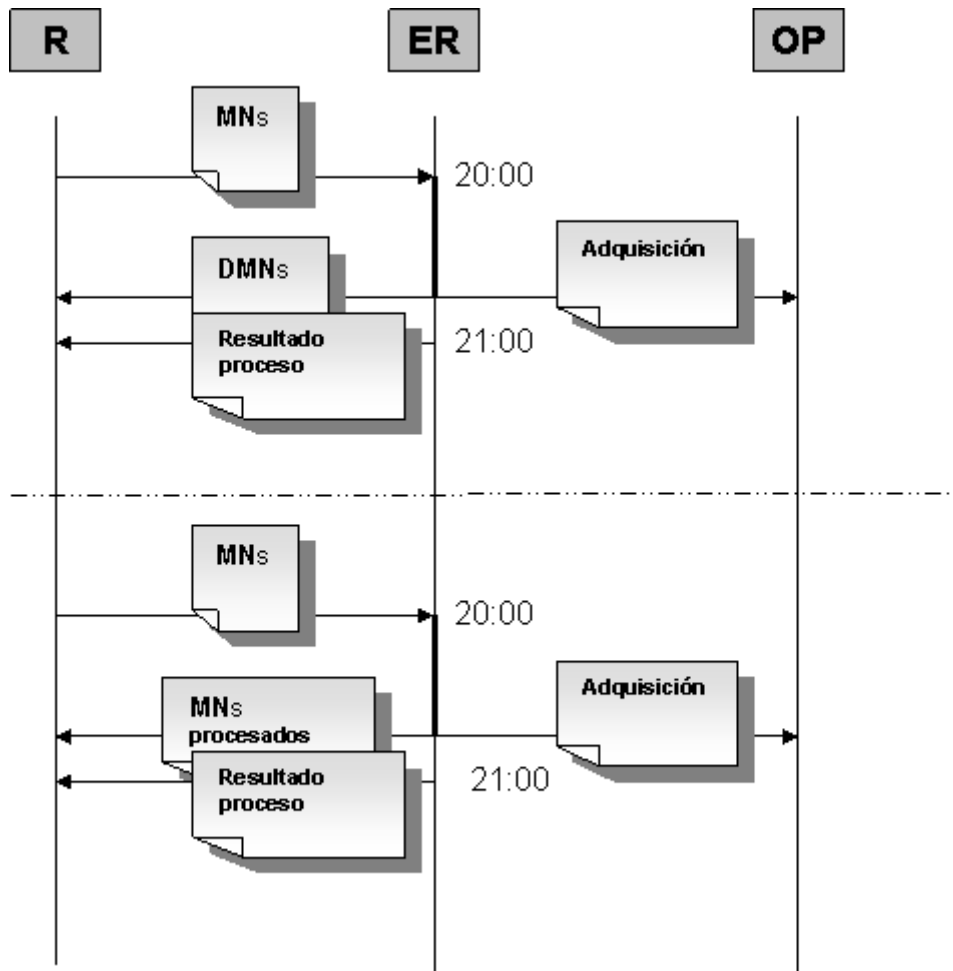 R
ER
OP
MNs
20:00
Adquisición
DMNs
21:00
Resultado
proceso
MNs
20:00
Adquisición
MNs
procesados
21:00
Resultado
proceso